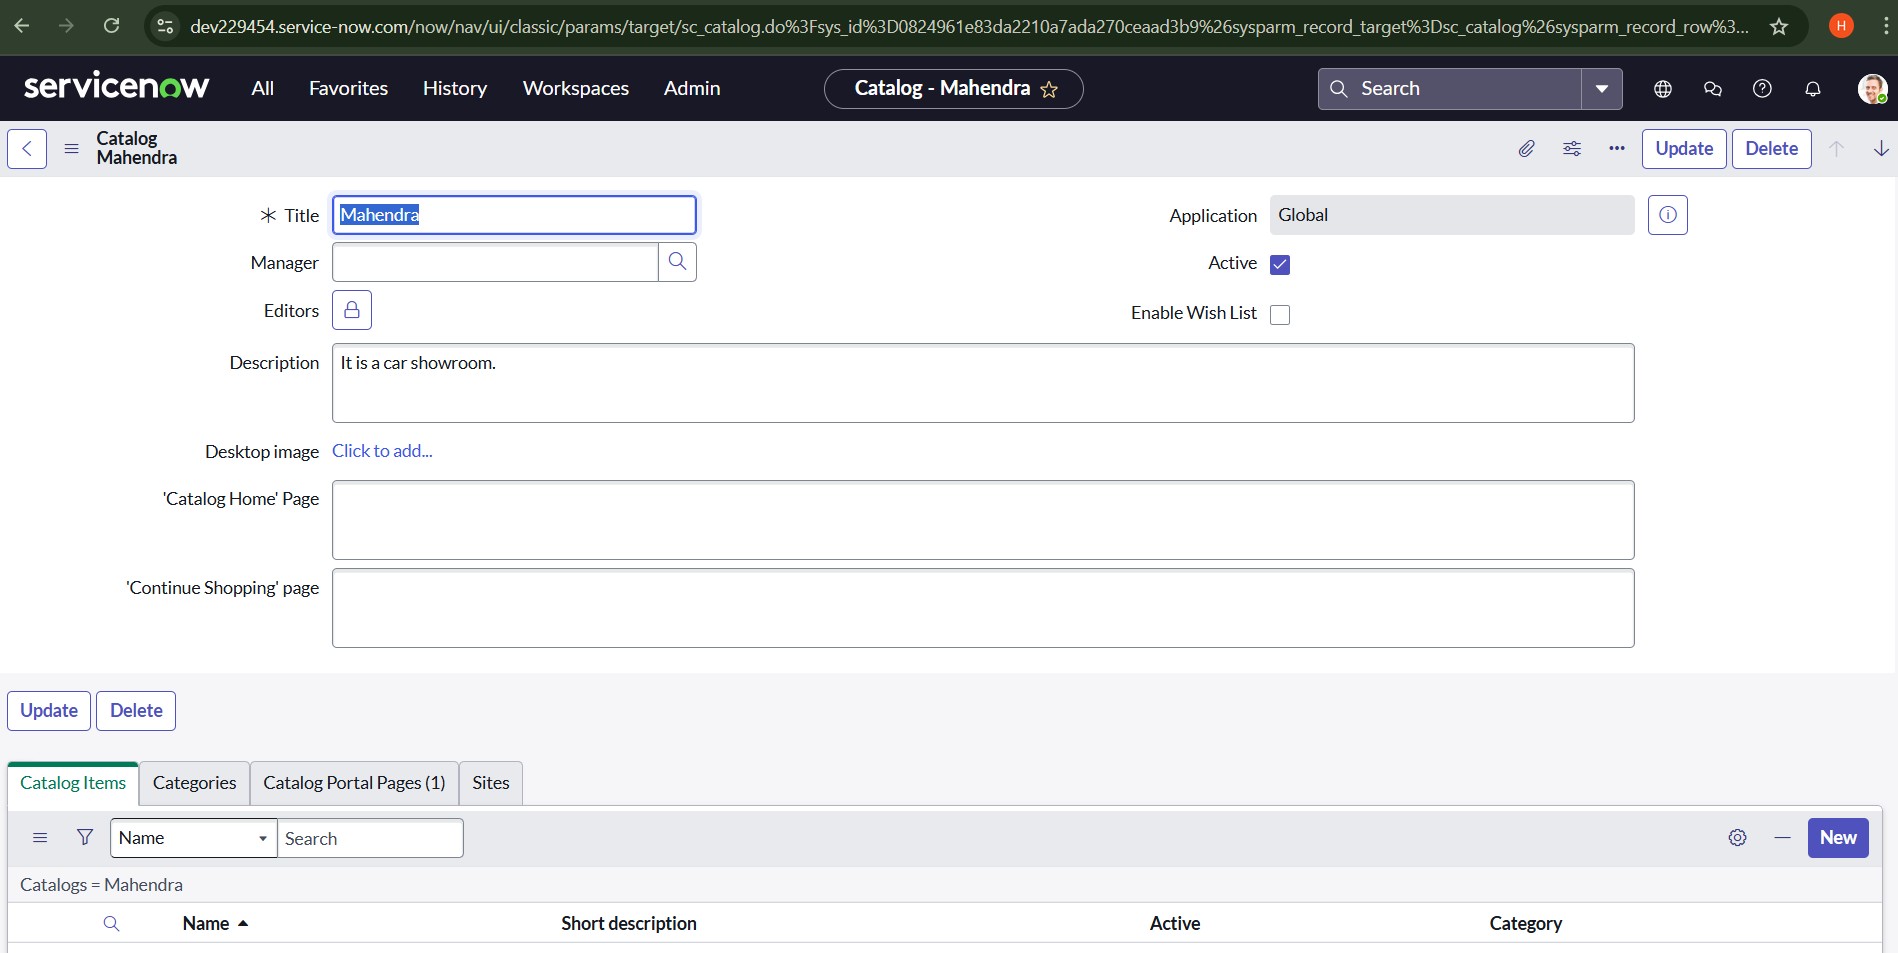 dev229454.service-now.com/now/nav/ui/classic/params/target/sc_catalog.do%3Fsys_id%3D0824961e83da2210a7ada270ceaad3b9%26sysparm_record_target%3Dsc_catalog%26sysparm_record_row%3...
H
servicenow All Favorites History Workspaces Admin Catalog - Mahendra Search
Catalog
Mahendra
Update Delete
Title Mahendra Application Global
Manager Active
Editors Enable Wish List
Description It is a car showroom.
Desktop image Click to add...
'Catalog Home' Page
'Continue Shopping' page
Update Delete
Catalog Items Categories Catalog Portal Pages (1) Sites
Name Search New
Catalogs = Mahendra
Name Short description Active Category